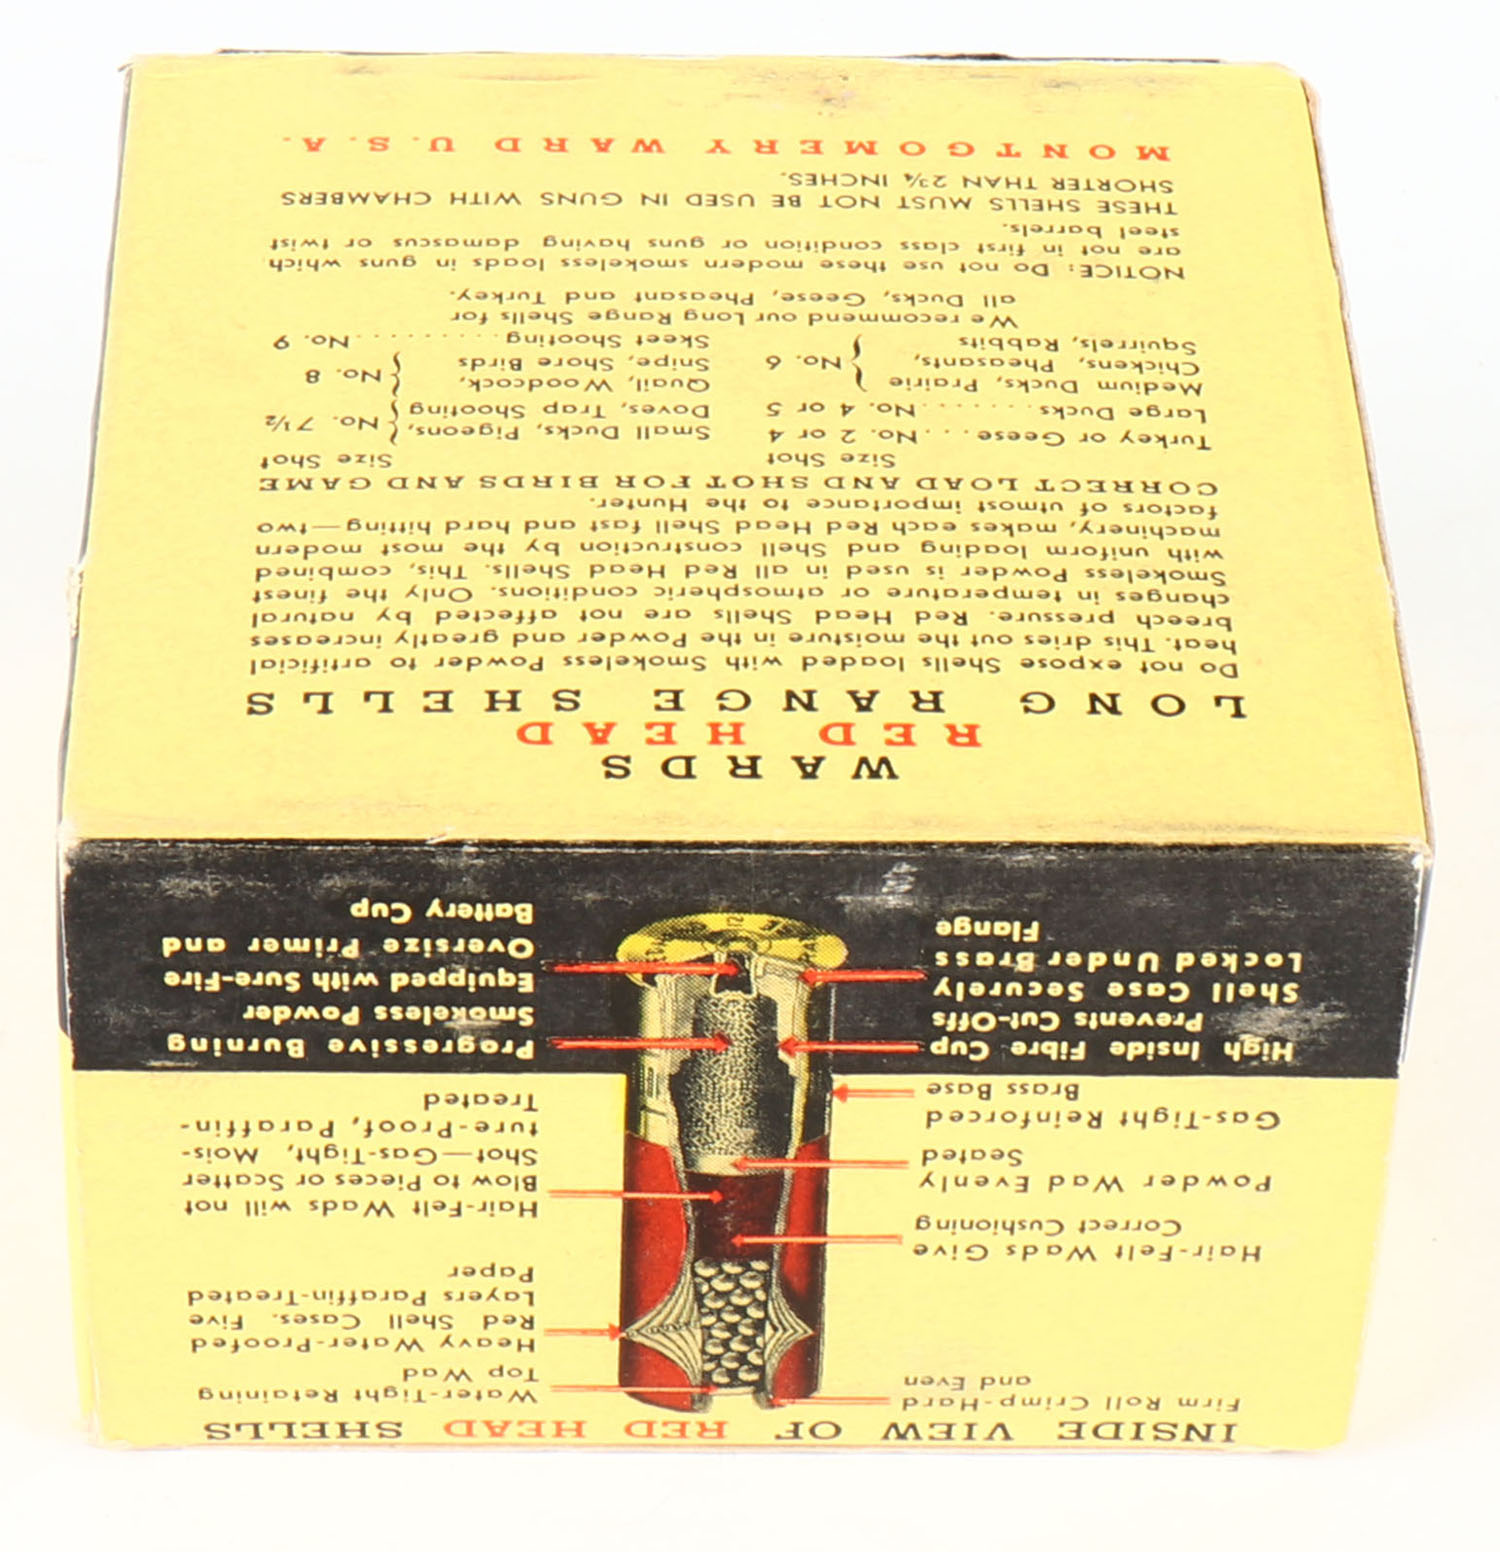 WARDS
RED HEAD
LONG RANGE SHELLS
Do not expose Shells loaded with Smokeless Powder to artificial
heat. This dries out the moisture in the Powder and greatly increases
breech pressure. Red Head Shells are not affected by natural
changes in temperature or atmospheric conditions. Only the finest
Smokeless Powder is used in all Red Head Shells. This, combined
with uniform loading and Shell construction by the most modern
machinery, makes each Red Head Shell fast and hard hitting—two
factors of utmost importance to the Hunter.
CORRECT LOAD AND SHOT FOR BIRDS AND GAME
Size Shot
Turkey or Geese . . . No. 2 or 4
Large Ducks . . . . . . . No. 4 or 5
Medium Ducks, Prairie
Chickens, Pheasants, } No. 6
Squirrels, Rabbits
Size Shot
Small Ducks, Pigeons,
Doves, Trap Shooting } No. 7½
Quail, Woodcock,
Snipe, Shore Birds } No. 8
Skeet Shooting . . . . . . . . . No. 9
We recommend our Long Range Shells for
all Ducks, Geese, Pheasant and Turkey.
NOTICE: Do not use these modern smokeless loads in guns which
are not in first class condition or guns having damascus or twist
steel barrels.
THESE SHELLS MUST NOT BE USED IN GUNS WITH CHAMBERS
SHORTER THAN 2¾ INCHES.
MONTGOMERY WARD U.S.A.
INSIDE VIEW OF RED HEAD SHELLS
Firm Roll Crimp-Hard
and Even
Hair-Felt Wads Give
Correct Cushioning
Powder Wad Evenly
Seated
Gas-Tight Reinforced
Brass Base
High Inside Fibre Cup
Prevents Cut-Offs
Shell Case Securely
Locked Under Brass
Flange
Water-Tight Retaining
Top Wad
Heavy Water-Proofed
Red Shell Cases. Five
Layers Paraffin-Treated
Paper
Hair-Felt Wads will not
Blow to Pieces or Scatter
Shot—Gas-Tight, Mois-
ture-Proof, Paraffin-
Treated
Progressive Burning
Smokeless Powder
Equipped with Sure-Fire
Oversize Primer and
Battery Cup